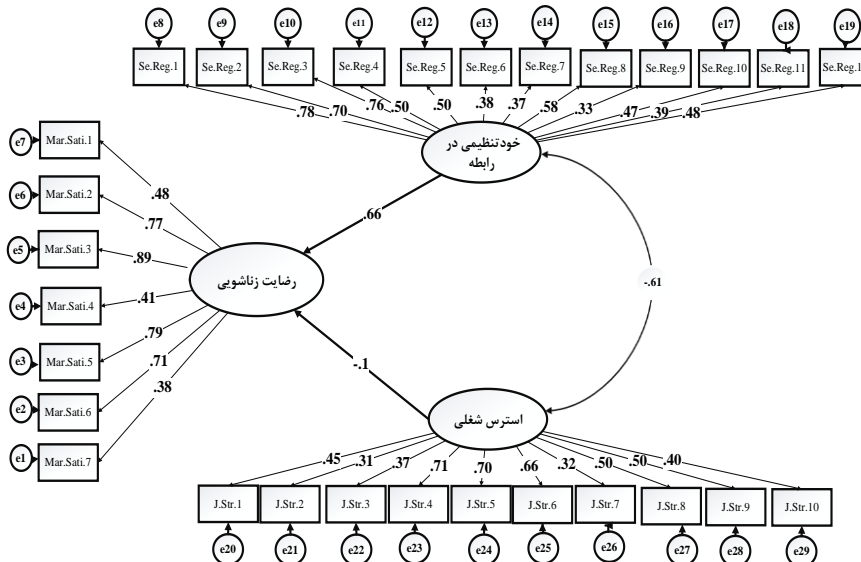 e8 e9 e10 e11 e12 e13 e14 e15 e16 e17 e18 e19
Se.Reg.1 Se.Reg.2 Se.Reg.3 Se.Reg.4 Se.Reg.5 Se.Reg.6 Se.Reg.7 Se.Reg.8 Se.Reg.9 Se.Reg.10 Se.Reg.11 Se.Reg.1
.78 .70 .76 .50 .50 .38 .37 .58 .33 .47 .39 .48
خودتنظیمی در
رابطه
e7 Mar.Sati.1
e6 Mar.Sati.2
e5 Mar.Sati.3
e4 Mar.Sati.4
e3 Mar.Sati.5
e2 Mar.Sati.6
e1 Mar.Sati.7
.48
.77
.89
.41
.79
.71
.38
رضایت زناشویی
.66
-.61
-.1
استرس شغلی
.45 .31 .37 .71 .70 .66 .32 .50 .50 .40
J.Str.1 J.Str.2 J.Str.3 J.Str.4 J.Str.5 J.Str.6 J.Str.7 J.Str.8 J.Str.9 J.Str.10
e20 e21 e22 e23 e24 e25 e26 e27 e28 e29